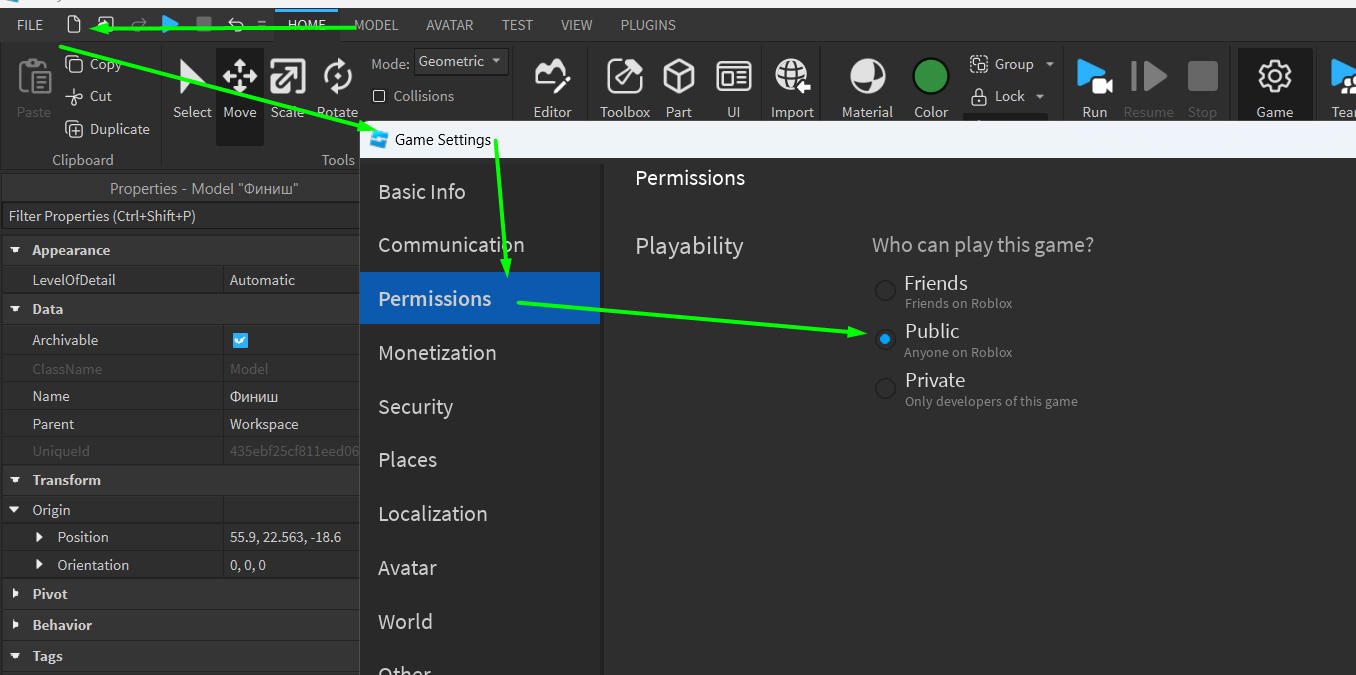 FILE HOME MODEL AVATAR TEST VIEW PLUGINS
Copy
Cut
Duplicate
Paste
Clipboard
Select Move Scale Rotate
Mode: Geometric
Collisions
Tools
Editor
Toolbox Part UI
Import
Material Color
Group
Lock
Run Resume Stop
Game
Properties - Model "Финиш"
Filter Properties (Ctrl+Shift+P)
Appearance
LevelOfDetail Automatic
Data
Archivable
ClassName Model
Name Финиш
Parent Workspace
UniqueId 435ebf25cf811eed06
Transform
Origin
Position 55.9, 22.563, -18.6
Orientation 0, 0, 0
Pivot
Behavior
Tags
Game Settings
Basic Info
Communication
Permissions
Monetization
Security
Places
Localization
Avatar
World
Other
Permissions
Playability
Who can play this game?
Friends
Friends on Roblox
Public
Anyone on Roblox
Private
Only developers of this game